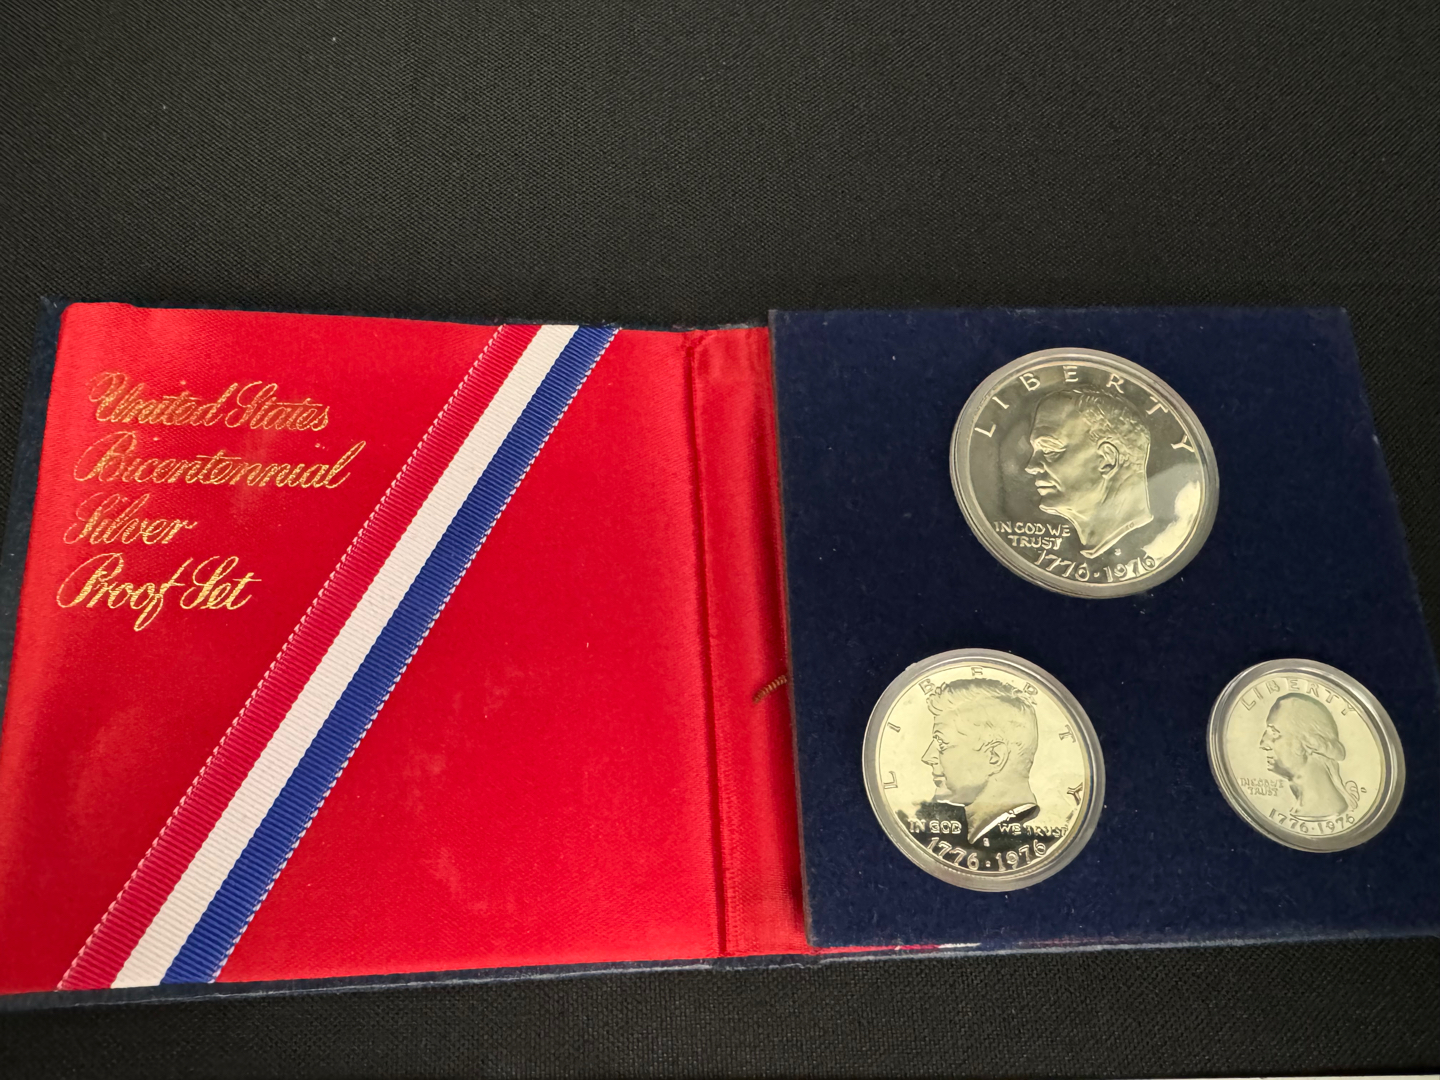 United States
Bicentennial
Silver
Proof Set
LIBERTY
IN GOD WE
TRUST
S
1776·1976
LIBERTY
IN GOD WE TRUST
S
1776·1976
LIBERTY
IN GOD WE
TRUST
S
1776·1976